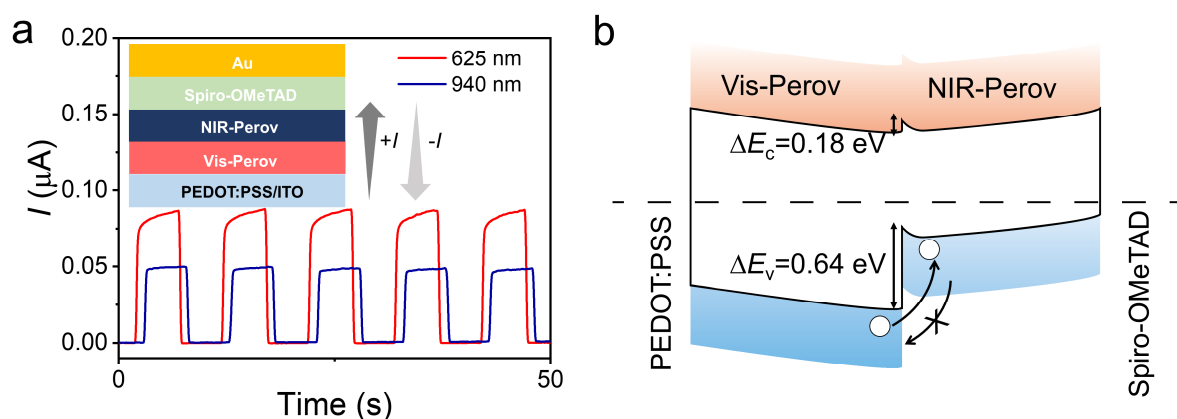 a
0.20
0.15
0.10
0.05
0.00
I (μA)
0
50
Time (s)
625 nm
940 nm
Au
Spiro-OMeTAD
NIR-Perov
Vis-Perov
PEDOT:PSS/ITO
+I
-I
b
Vis-Perov
NIR-Perov
ΔEc=0.18 eV
ΔEv=0.64 eV
PEDOT:PSS
Spiro-OMeTAD